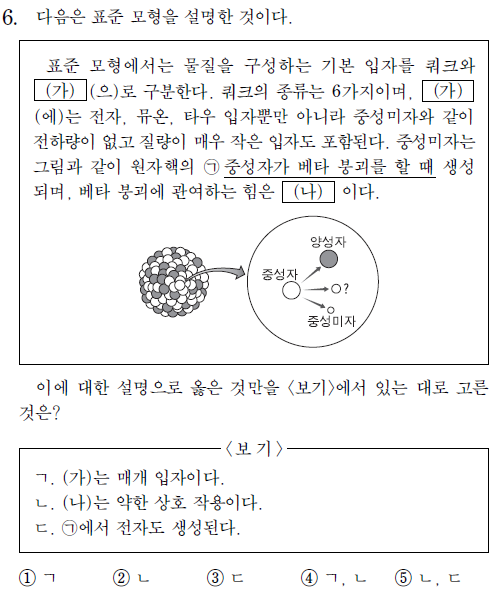 6. 다음은 표준 모형을 설명한 것이다.
표준 모형에서는 물질을 구성하는 기본 입자를 쿼크와
(가) (으)로 구분한다. 쿼크의 종류는 6가지이며, (가)
(에)는 전자, 뮤온, 타우 입자뿐만 아니라 중성미자와 같이
전하량이 없고 질량이 매우 작은 입자도 포함된다. 중성미자는
그림과 같이 원자핵의 ㉠ 중성자가 베타 붕괴를 할 때 생성
되며, 베타 붕괴에 관여하는 힘은 (나) 이다.
양성자
중성자
?
중성미자
이에 대한 설명으로 옳은 것만을 〈보기〉에서 있는 대로 고른
것은?
〈보 기〉
ㄱ. (가)는 매개 입자이다.
ㄴ. (나)는 약한 상호 작용이다.
ㄷ. ㉠에서 전자도 생성된다.
① ㄱ ② ㄴ ③ ㄷ ④ ㄱ, ㄴ ⑤ ㄴ, ㄷ